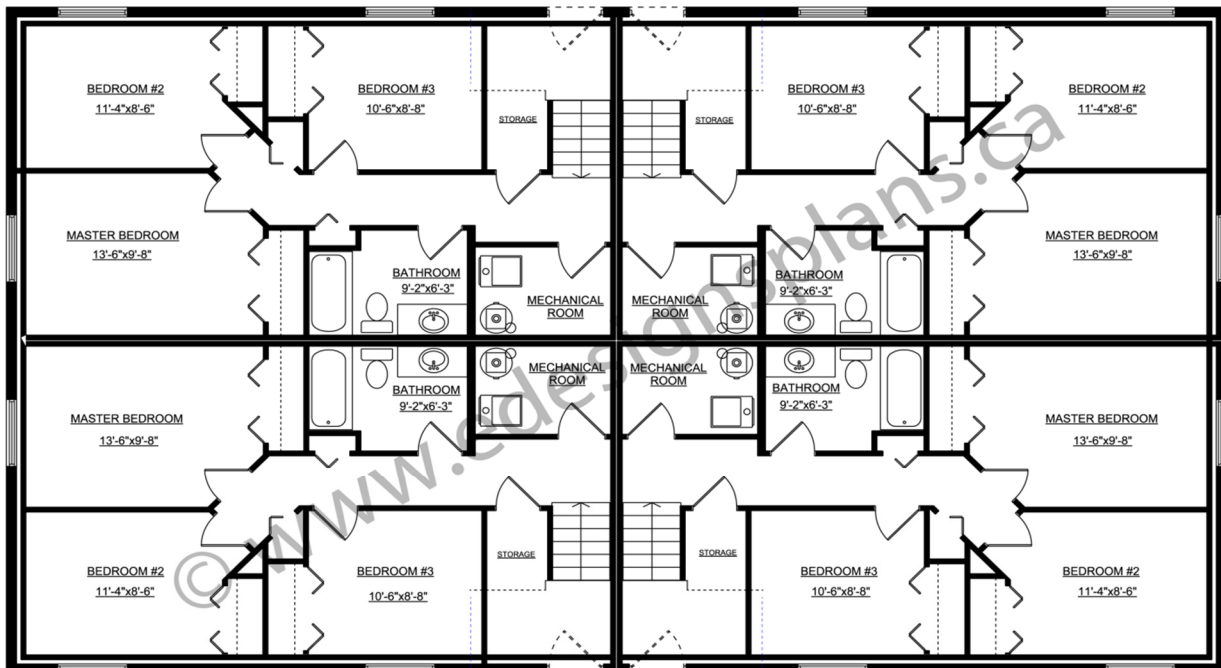 BEDROOM #2
11'-4"x8'-6"
BEDROOM #3
10'-6"x8'-8"
STORAGE
STORAGE
BEDROOM #3
10'-6"x8'-8"
BEDROOM #2
11'-4"x8'-6"
MASTER BEDROOM
13'-6"x9'-8"
BATHROOM
9'-2"x6'-3"
MECHANICAL
ROOM
MECHANICAL
ROOM
BATHROOM
9'-2"x6'-3"
MASTER BEDROOM
13'-6"x9'-8"
MASTER BEDROOM
13'-6"x9'-8"
BATHROOM
9'-2"x6'-3"
MECHANICAL
ROOM
MECHANICAL
ROOM
BATHROOM
9'-2"x6'-3"
MASTER BEDROOM
13'-6"x9'-8"
BEDROOM #2
11'-4"x8'-6"
BEDROOM #3
10'-6"x8'-8"
STORAGE
STORAGE
BEDROOM #3
10'-6"x8'-8"
BEDROOM #2
11'-4"x8'-6"
© www.edesignsplans.ca